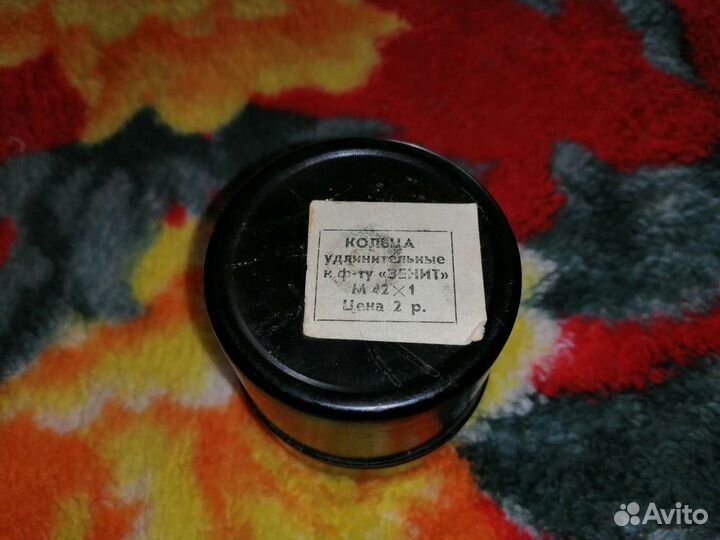 КОЛЬЦА
удлинительные
к ф-ту «ЗЕНИТ»
М 42×1
Цена 2 р.
Avito